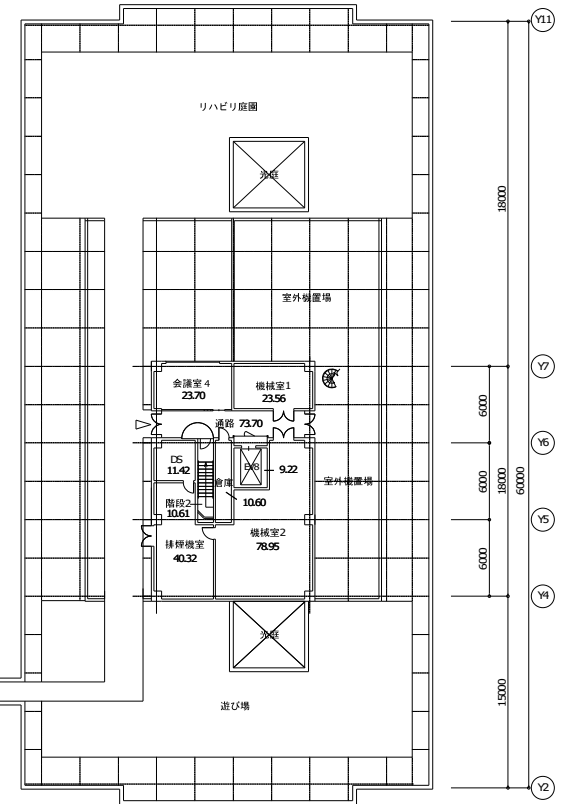 Y11
リハビリ庭園
光庭
18000
室外機置場
Y7
会議室4
23.70
機械室1
23.56
6000
通路 73.70
Y6
DS
11.42
9.22
倉庫
室外機置場
6000
18000
60000
階段2
10.61
10.60
Y5
機械室2
78.95
排煙機室
40.32
6000
Y4
光庭
15000
遊び場
Y2